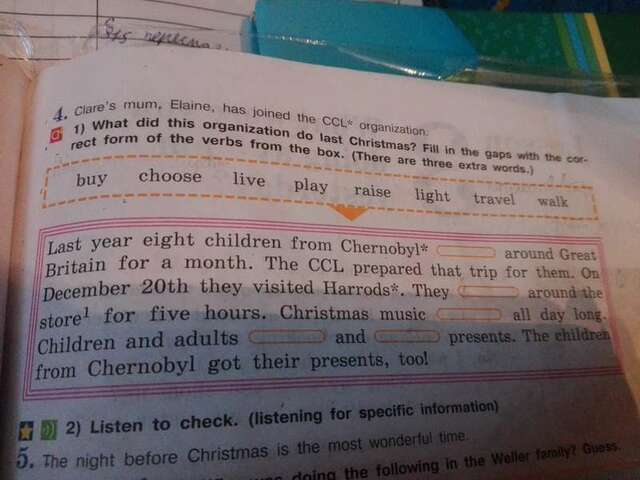 4. Clare's mum, Elaine, has joined the CCL* organization.
1) What did this organization do last Christmas? Fill in the gaps with the cor-
rect form of the verbs from the box. (There are three extra words.)
buy choose live play raise light travel walk
Last year eight children from Chernobyl* around Great
Britain for a month. The CCL prepared that trip for them. On
December 20th they visited Harrods*. They around the
store¹ for five hours. Christmas music all day long.
Children and adults and presents. The children
from Chernobyl got their presents, too!
2) Listen to check. (listening for specific information)
5. The night before Christmas is the most wonderful time.
doing the following in the Weller family? Guess.